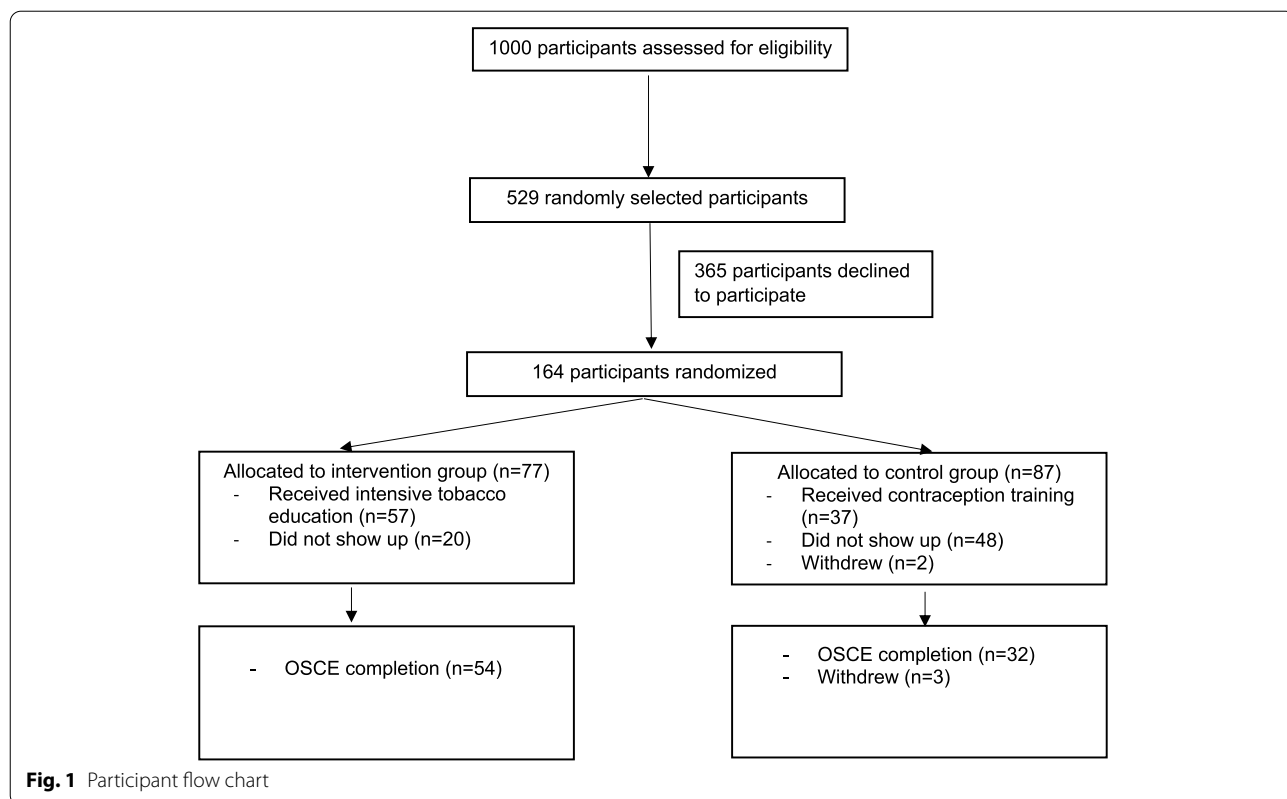 1000 participants assessed for eligibility
529 randomly selected participants
365 participants declined
to participate
164 participants randomized
Allocated to intervention group (n=77)
- Received intensive tobacco
education (n=57)
- Did not show up (n=20)
Allocated to control group (n=87)
- Received contraception training
(n=37)
- Did not show up (n=48)
- Withdrew (n=2)
- OSCE completion (n=54)
- OSCE completion (n=32)
- Withdrew (n=3)
Fig. 1 Participant flow chart